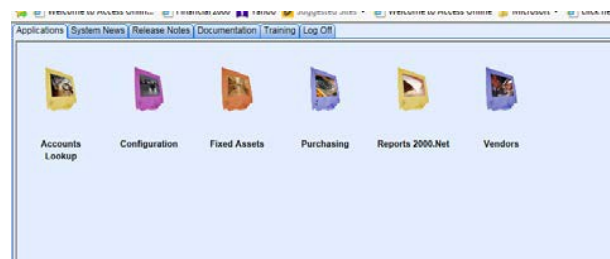 Welcome to Access Onlin... Financial 2000 Yahoo Suggested Sites Welcome to Access Online Microsoft
Applications System News Release Notes Documentation Training Log Off
Accounts Lookup Configuration Fixed Assets Purchasing Reports 2000.Net Vendors